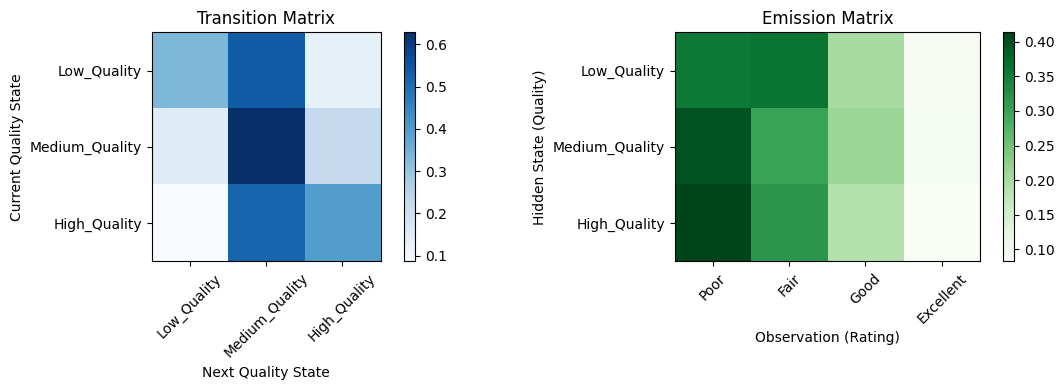 Transition Matrix
Current Quality State
Low_Quality
Medium_Quality
High_Quality
Low_Quality
Medium_Quality
High_Quality
Next Quality State
0.6
0.5
0.4
0.3
0.2
0.1
Emission Matrix
Hidden State (Quality)
Low_Quality
Medium_Quality
High_Quality
Poor
Fair
Good
Excellent
Observation (Rating)
0.40
0.35
0.30
0.25
0.20
0.15
0.10